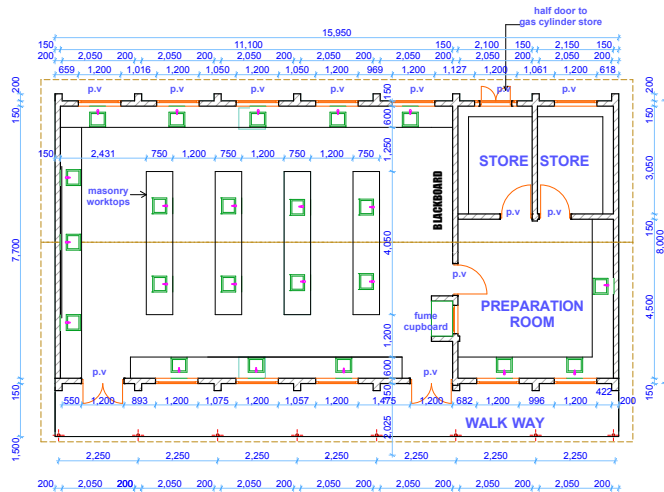 half door to
gas cylinder store
15,950
150 11,100 2,100 2,150 150
200 2,050 200 2,050 200 2,050 200 2,050 200 2,050 200 2,050 200 2,050 200
659 1,200 1,016 1,200 1,050 1,200 1,050 1,200 969 1,200 1,127 1,200 1,061 1,200 618
p.v p.v p.v p.v p.v p.v p.v
200 150 200
150 600 150
150 2,431 750 1,200 750 1,200 750 1,200 750 1,250
STORE STORE 3,050
masonry
worktops
BLACKBOARD
p.v p.v
150
7,700 4,050 8,000
p.v
fume
cupboard
PREPARATION
ROOM
4,500
1,200
p.v p.v
150 600 150
150 422
550 1,200 893 1,200 1,075 1,200 1,057 1,200 1,475 1,200 682 1,200 996 1,200 200
1,500 2,025
WALK WAY
2,250 2,250 2,250 2,250 2,250 2,250 2,250
200 2,050 200 2,050 200 2,050 200 2,050 200 2,050 200 2,050 200 2,050 200